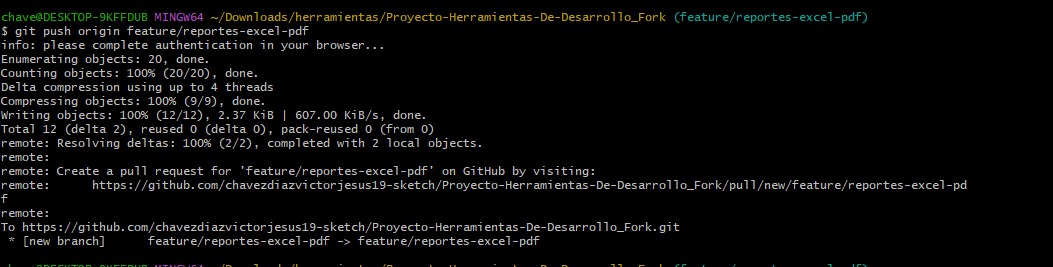 chave@DESKTOP-9KFFDUB MINGW64 ~/Downloads/herramientas/Proyecto-Herramientas-De-Desarrollo_Fork (feature/reportes-excel-pdf)
$ git push origin feature/reportes-excel-pdf
info: please complete authentication in your browser...
Enumerating objects: 20, done.
Counting objects: 100% (20/20), done.
Delta compression using up to 4 threads
Compressing objects: 100% (9/9), done.
Writing objects: 100% (12/12), 2.37 KiB | 607.00 KiB/s, done.
Total 12 (delta 2), reused 0 (delta 0), pack-reused 0 (from 0)
remote: Resolving deltas: 100% (2/2), completed with 2 local objects.
remote:
remote: Create a pull request for 'feature/reportes-excel-pdf' on GitHub by visiting:
remote:      https://github.com/chavezdiazvictorjesus19-sketch/Proyecto-Herramientas-De-Desarrollo_Fork/pull/new/feature/reportes-excel-pd
f
remote:
To https://github.com/chavezdiazvictorjesus19-sketch/Proyecto-Herramientas-De-Desarrollo_Fork.git
 * [new branch]      feature/reportes-excel-pdf -> feature/reportes-excel-pdf